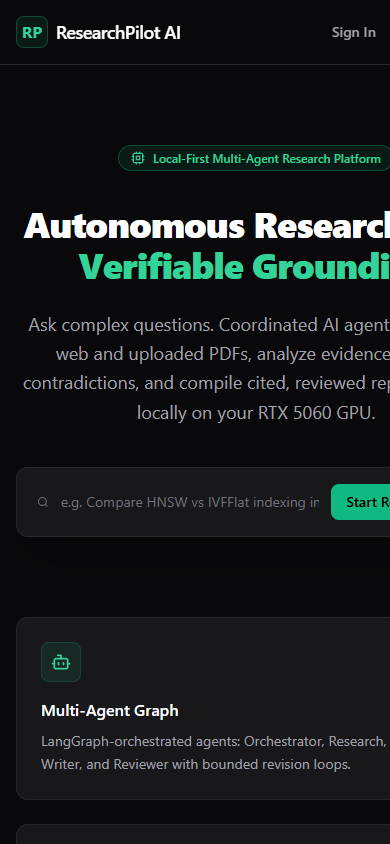 RP ResearchPilot AI Sign In
Local-First Multi-Agent Research Platform
Autonomous Research
Verifiable Groundi
Ask complex questions. Coordinated AI agent
web and uploaded PDFs, analyze evidence
contradictions, and compile cited, reviewed rep
locally on your RTX 5060 GPU.
e.g. Compare HNSW vs IVFFlat indexing in Start R
Multi-Agent Graph
LangGraph-orchestrated agents: Orchestrator, Research,
Writer, and Reviewer with bounded revision loops.